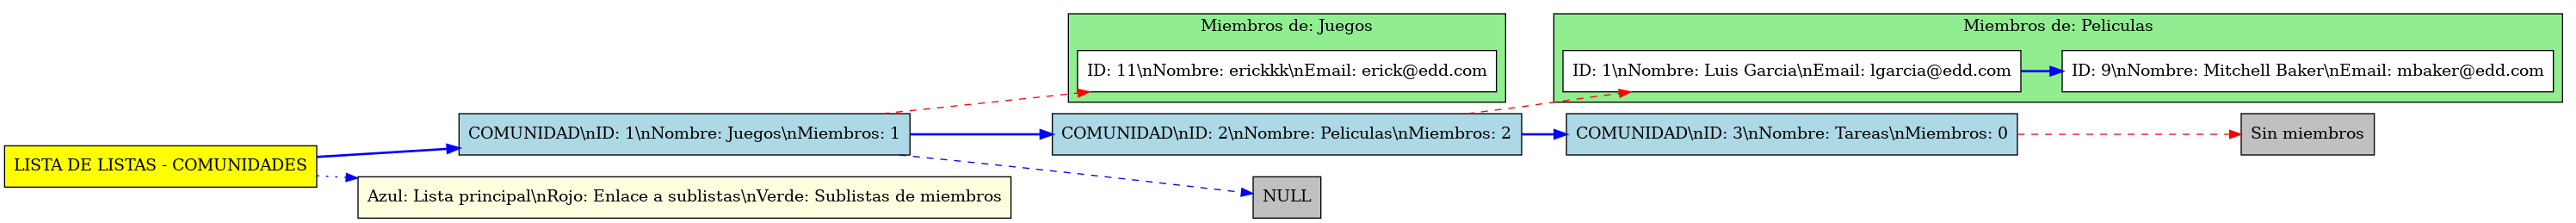 Miembros de: Juegos
ID: 11\nNombre: erickkk\nEmail: erick@edd.com
Miembros de: Peliculas
ID: 1\nNombre: Luis Garcia\nEmail: lgarcia@edd.com
ID: 9\nNombre: Mitchell Baker\nEmail: mbaker@edd.com
LISTA DE LISTAS - COMUNIDADES
COMUNIDAD\nID: 1\nNombre: Juegos\nMiembros: 1
COMUNIDAD\nID: 2\nNombre: Peliculas\nMiembros: 2
COMUNIDAD\nID: 3\nNombre: Tareas\nMiembros: 0
Sin miembros
Azul: Lista principal\nRojo: Enlace a sublistas\nVerde: Sublistas de miembros
NULL